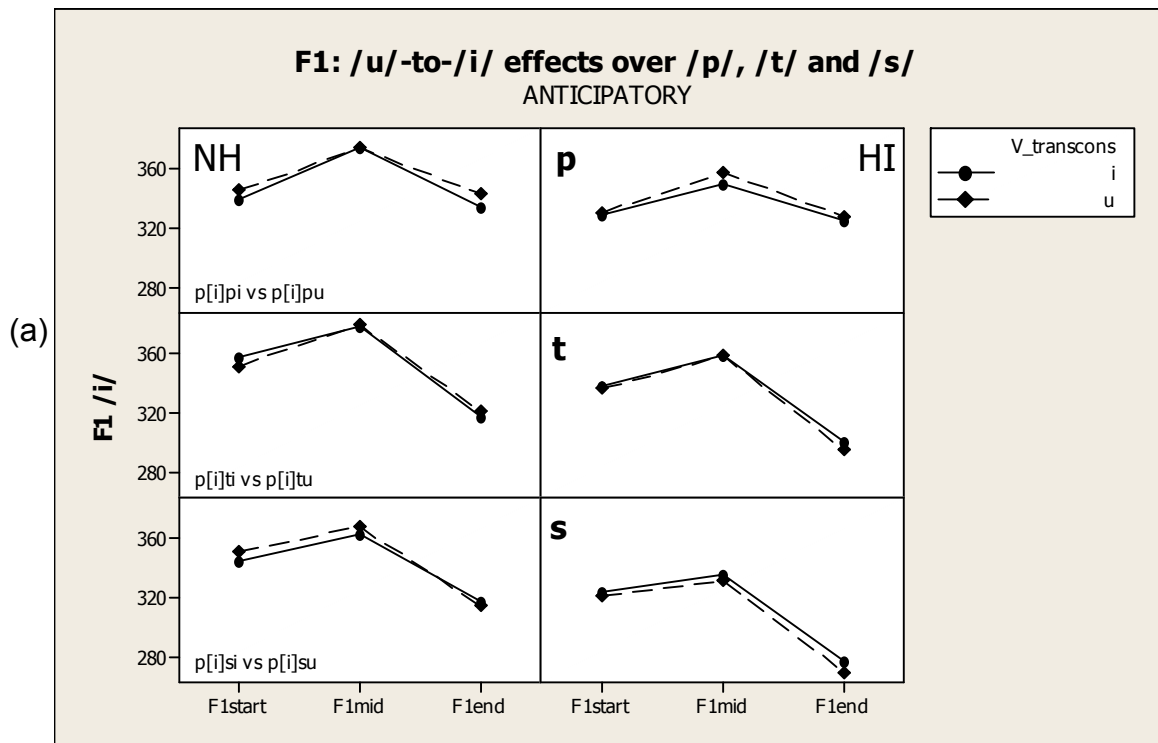 F1: /u/-to-/i/ effects over /p/, /t/ and /s/
ANTICIPATORY
NH
p
HI
V_transcons
i
u
360
320
280
p[i]pi vs p[i]pu
(a)
t
360
320
280
p[i]ti vs p[i]tu
F1 /i/
s
360
320
280
p[i]si vs p[i]su
F1start F1mid F1end F1start F1mid F1end